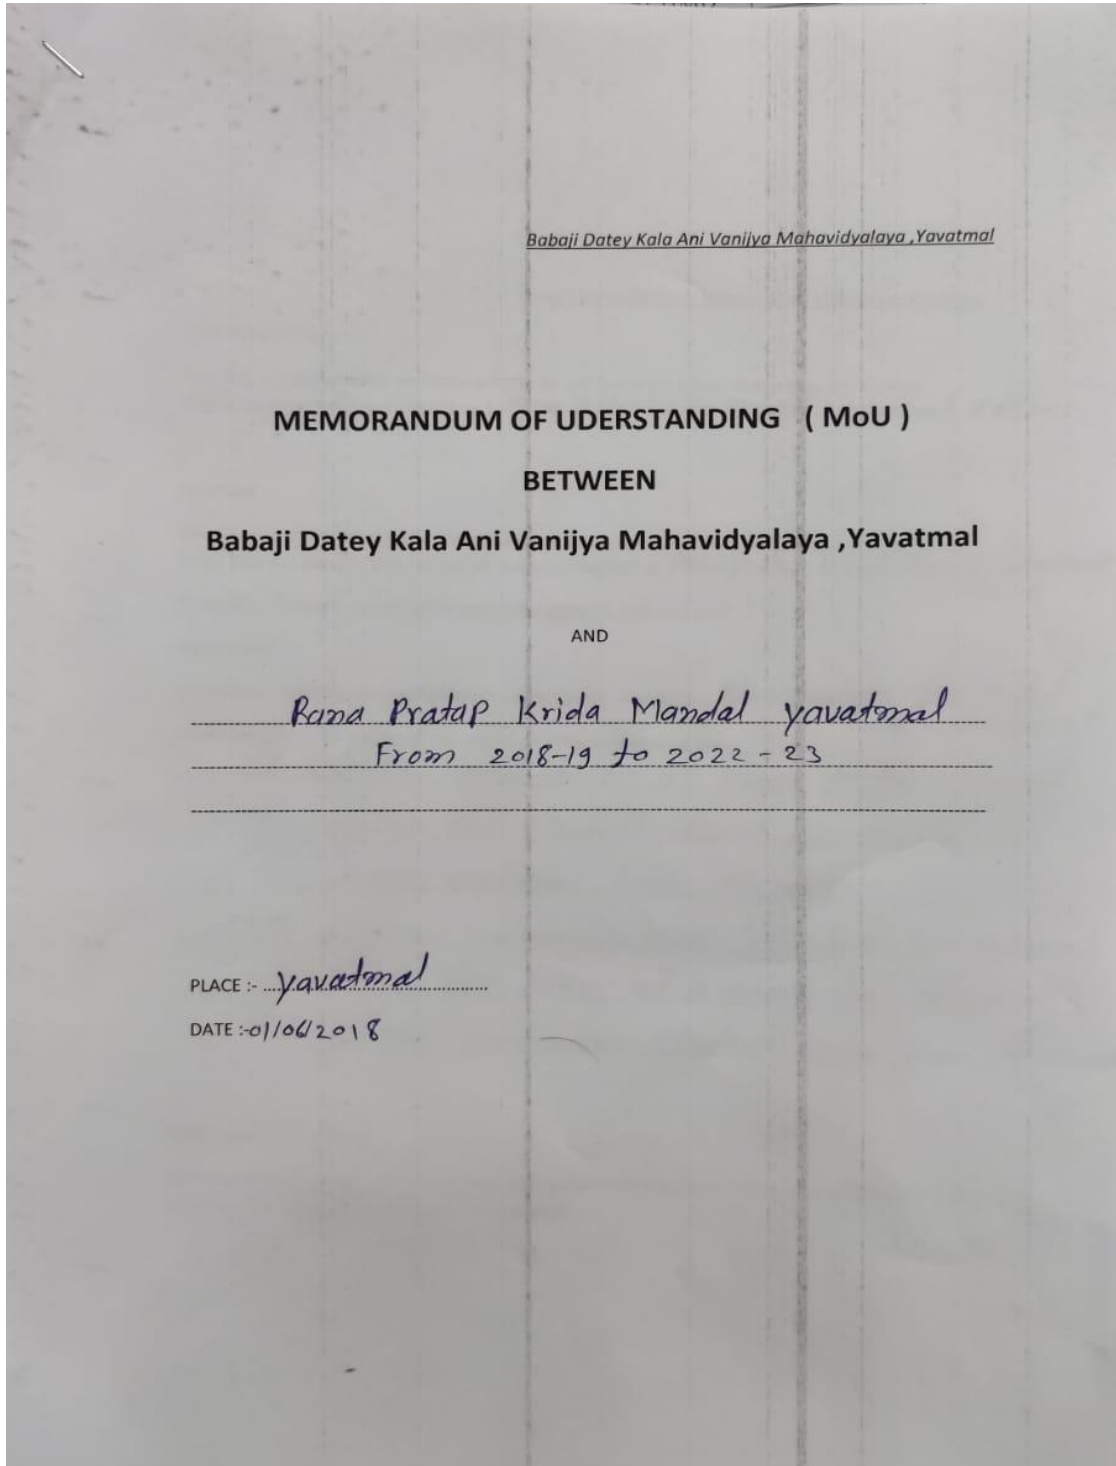 Babaji Datey Kala Ani Vanijya Mahavidyalaya ,Yavatmal
MEMORANDUM OF UDERSTANDING ( MoU )
BETWEEN
Babaji Datey Kala Ani Vanijya Mahavidyalaya ,Yavatmal
AND
Rana Pratap Krida Mandal yavatmal
From 2018-19 to 2022-23
PLACE :- yavatmal
DATE :-01/06/2018